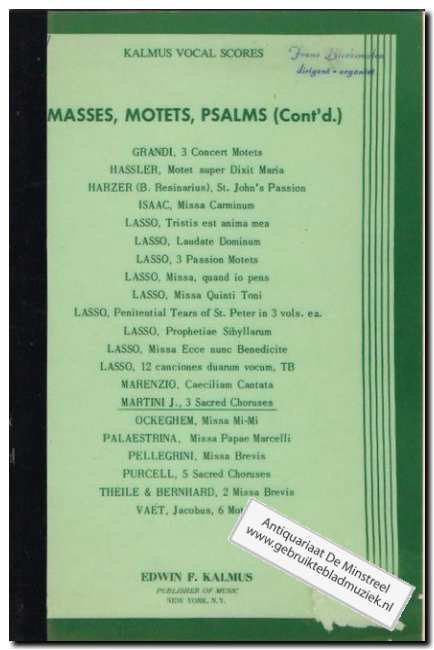 KALMUS VOCAL SCORES
dirigent - organist
MASSES, MOTETS, PSALMS (Cont'd.)
GRANDI, 3 Concert Motets
HASSLER, Motet super Dixit Maria
HARZER (B. Resinarius), St. John's Passion
ISAAC, Missa Carminum
LASSO, Tristis est anima mea
LASSO, Laudate Dominum
LASSO, 3 Passion Motets
LASSO, Missa, quand io pens
LASSO, Missa Quinti Toni
LASSO, Penitential Tears of St. Peter in 3 vols. ea.
LASSO, Prophetiae Sibyllarum
LASSO, Missa Ecce nunc Benedicite
LASSO, 12 canciones duarum vocum, TB
MARENZIO, Caeciliam Cantata
MARTINI J., 3 Sacred Choruses
OCKEGHEM, Missa Mi-Mi
PALAESTRINA, Missa Papae Marcelli
PELLEGRINI, Missa Brevis
PURCELL, 5 Sacred Choruses
THEILE & BERNHARD, 2 Missa Brevis
VAET, Jacobus, 6 Mot
Antiquariaat De Minstreel
www.gebruiktebladmuziek.nl
EDWIN F. KALMUS
PUBLISHER OF MUSIC
NEW YORK, N.Y.